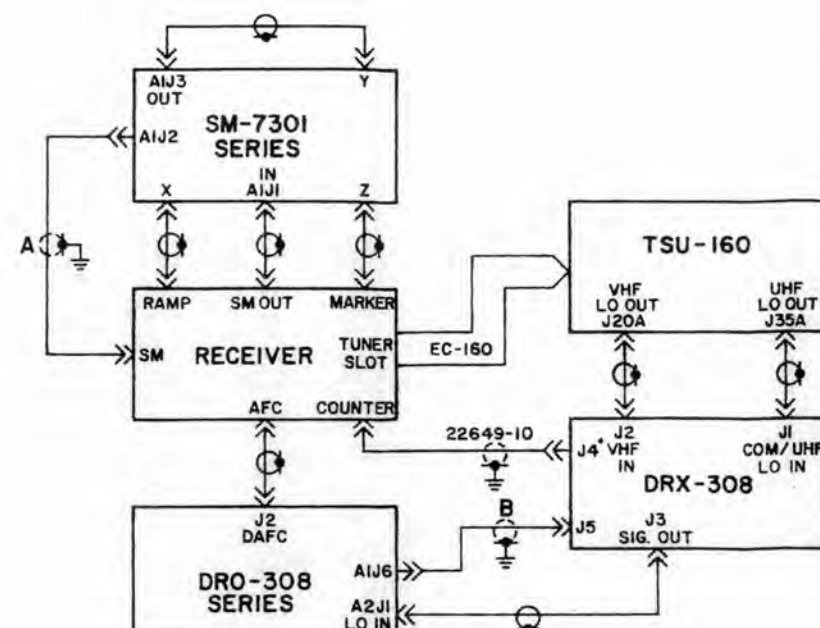 A1J3
OUT
Y
SM-7301
SERIES
A1J2
IN
X
A1J1
Z
A
TSU-160
VHF
LO OUT
J20A
UHF
LO OUT
J35A
RAMP
SM OUT
MARKER
TUNER
SLOT
SM
RECEIVER
EC-160
AFC
COUNTER
22649-10
J4* VHF
J2
IN
J1
COM/UHF
LO IN
DRX-308
B
J5
J3
SIG. OUT
J2
DAFC
A1J6
DRO-308
SERIES
A2J1
LO IN